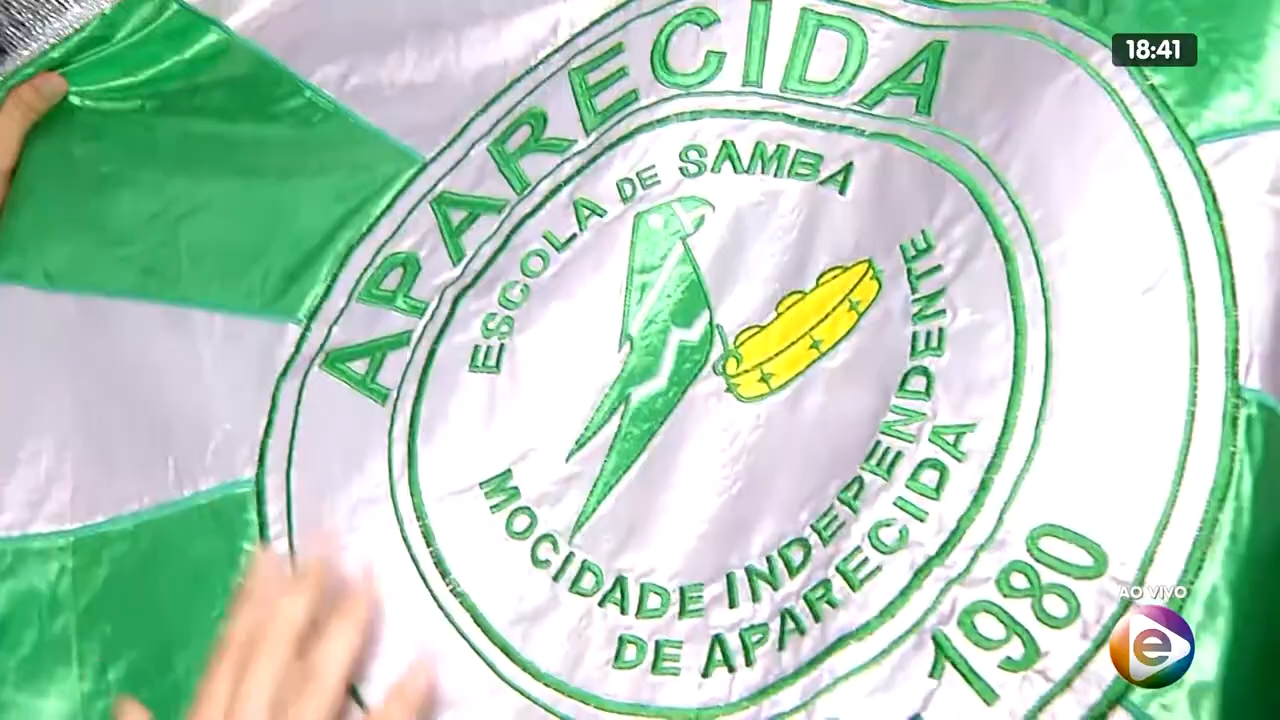 18:41
APARECIDA
ESCOLA DE SAMBA
MOCIDADE INDEPENDENTE
DE APARECIDA
1980
AO VIVO
e